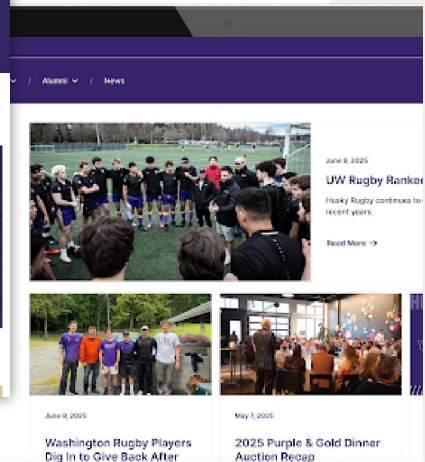 / Alumni / News
June 9, 2025
UW Rugby Ranke
Husky Rugby continues to
recent years.
Read More →
June 9, 2025
Washington Rugby Players
Dig In to Give Back After
May 7, 2025
2025 Purple & Gold Dinner
Auction Recap